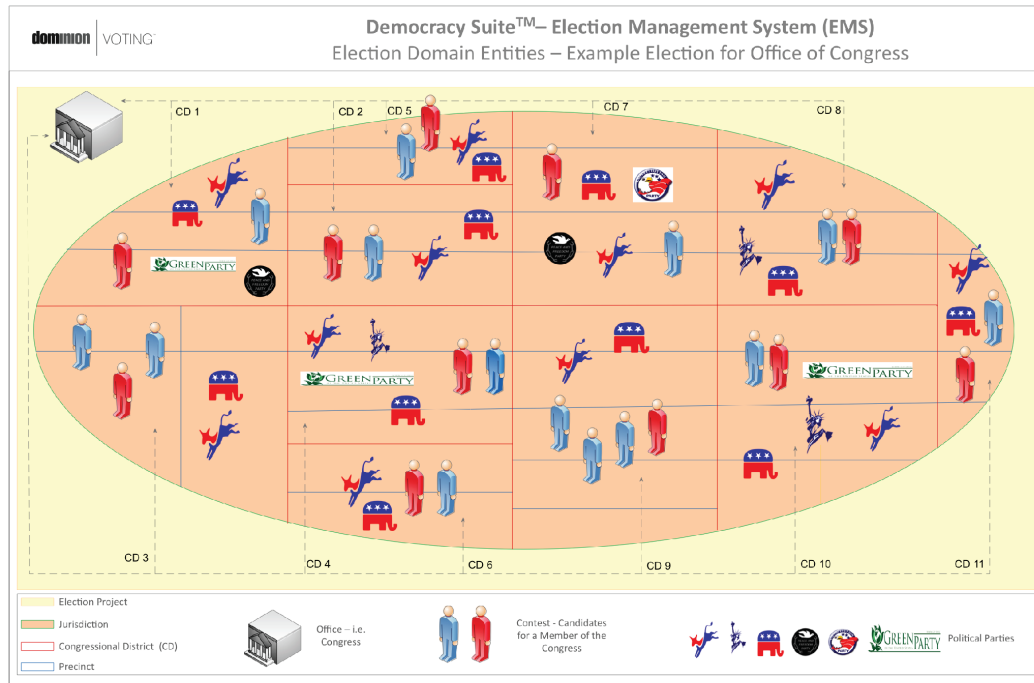 dominion VOTING™
Democracy Suite™– Election Management System (EMS)
Election Domain Entities – Example Election for Office of Congress
CD 1
CD 2
CD 5
CD 7
CD 8
GREENPARTY
GREENPARTY
GREENPARTY
CD 3
CD 4
CD 6
CD 9
CD 10
CD 11
Election Project
Jurisdiction
Congressional District (CD)
Precinct
Office – i.e.
Congress
Contest - Candidates
for a Member of the
Congress
GREENPARTY
Political Parties